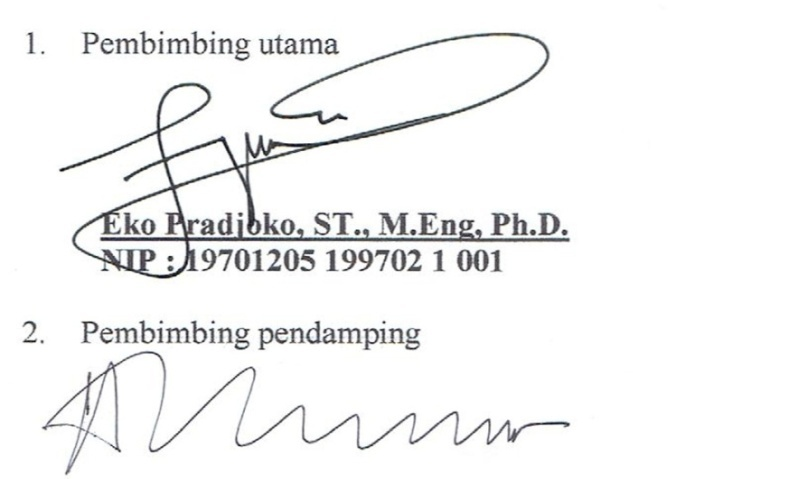 1. Pembimbing utama
Eko Pradjoko, ST., M.Eng, Ph.D.
NIP : 19701205 199702 1 001
2. Pembimbing pendamping